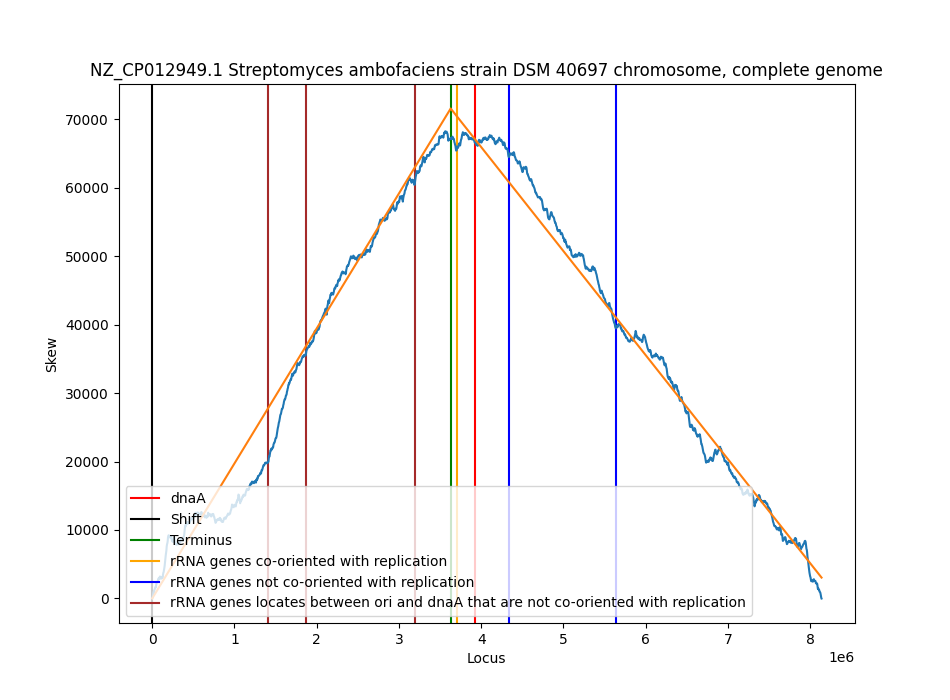 NZ_CP012949.1 Streptomyces ambofaciens strain DSM 40697 chromosome, complete genome
70000
60000
50000
40000
30000
20000
10000
0
Skew
dnaA
Shift
Terminus
rRNA genes co-oriented with replication
rRNA genes not co-oriented with replication
rRNA genes locates between ori and dnaA that are not co-oriented with replication
0 1 2 3 4 5 6 7 8
1e6
Locus